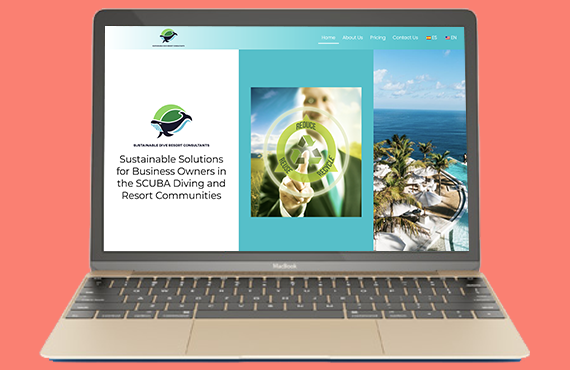 Home About Us Pricing Contact Us ES EN
SUSTAINABLE DIVE RESORT CONSULTANTS
Sustainable Solutions
for Business Owners in
the SCUBA Diving and
Resort Communities
REDUCE
REUSE
RECYCLE
MacBook